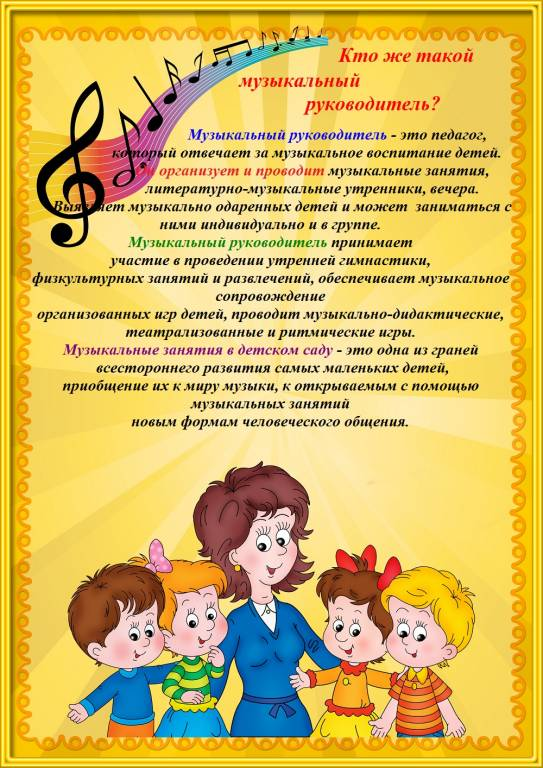 Кто же такой
музыкальный
руководитель?
Музыкальный руководитель - это педагог,
который отвечает за музыкальное воспитание детей.
организует и проводит музыкальные занятия,
литературно-музыкальные утренники, вечера.
Выявляет музыкально одаренных детей и может заниматься с
ними индивидуально и в группе.
Музыкальный руководитель принимает
участие в проведении утренней гимнастики,
физкультурных занятий и развлечений, обеспечивает музыкальное
сопровождение
организованных игр детей, проводит музыкально-дидактические,
театрализованные и ритмические игры.
Музыкальные занятия в детском саду - это одна из граней
всестороннего развития самых маленьких детей,
приобщение их к миру музыки, к открываемым с помощью
музыкальных занятий
новым формам человеческого общения.